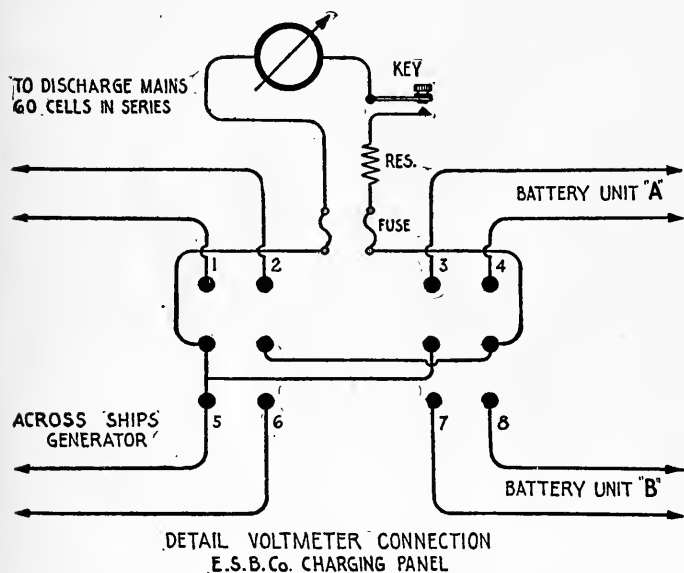 TO DISCHARGE MAINS
60 CELLS IN SERIES
KEY
RES.
FUSE
BATTERY UNIT "A"
1 2 3 4
5 6 7 8
ACROSS SHIPS
GENERATOR
BATTERY UNIT "B"
DETAIL VOLTMETER CONNECTION
E.S.B.Co. CHARGING PANEL